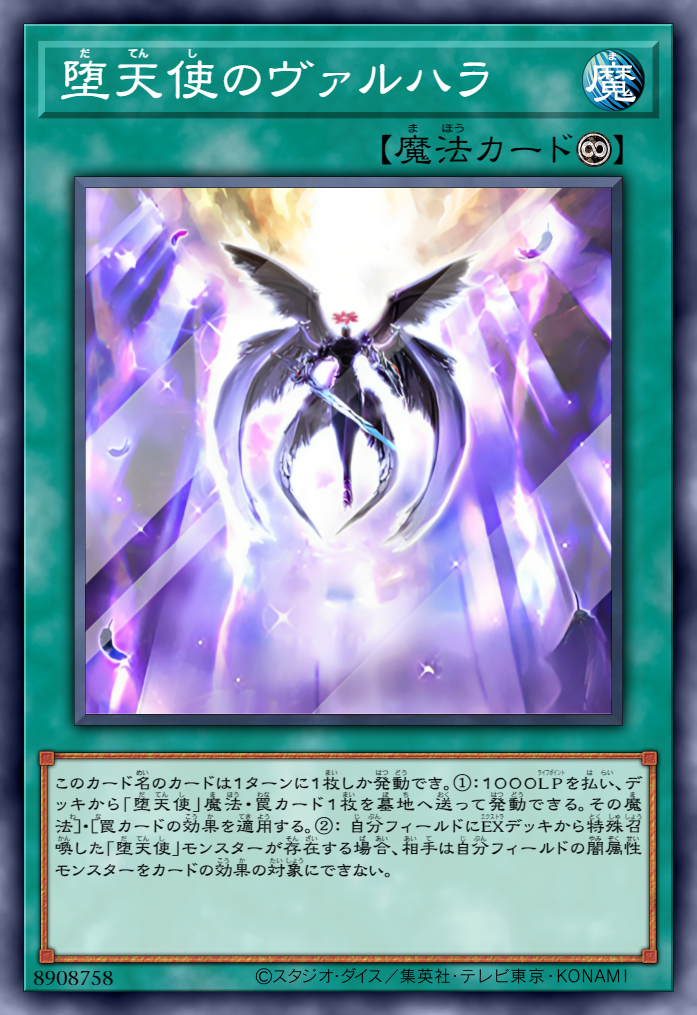 堕天使のヴァルハラ
魔
【魔法カード】
このカード名のカードは1ターンに1枚しか発動でき。①:1000LPを払い、デ
ッキから「堕天使」魔法・罠カード1枚を墓地へ送って発動できる。その魔
法]・[罠カードの効果を適用する。②: 自分フィールドにEXデッキから特殊召
喚した「堕天使」モンスターが存在する場合、相手は自分フィールドの闇属性
モンスターをカードの効果の対象にできない。
8908758
©スタジオ・ダイス／集英社・テレビ東京・KONAMI